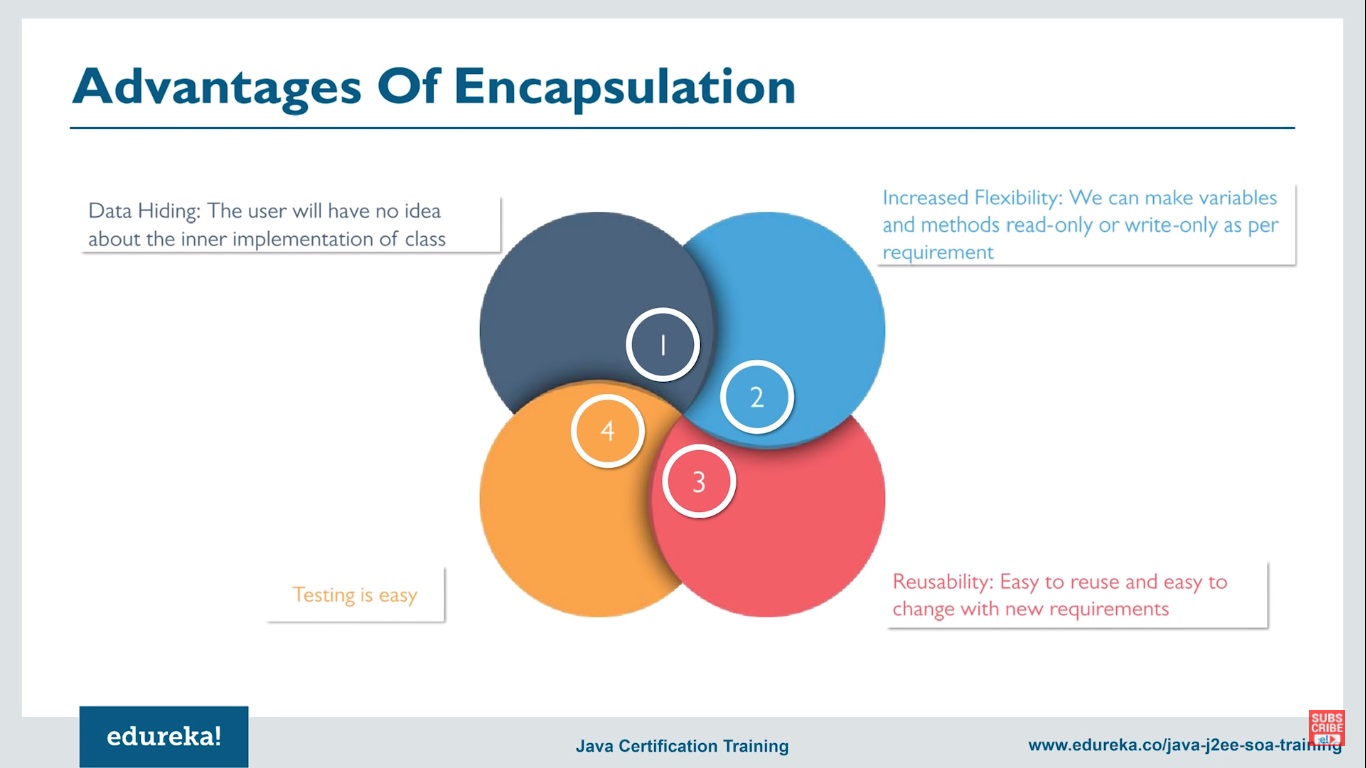 Advantages Of Encapsulation
Data Hiding: The user will have no idea
about the inner implementation of class
Increased Flexibility: We can make variables
and methods read-only or write-only as per
requirement
1
2
4
3
Testing is easy
Reusability: Easy to reuse and easy to
change with new requirements
edureka!
Java Certification Training
www.edureka.co/java-j2ee-soa-training
SUBS
CRIBE